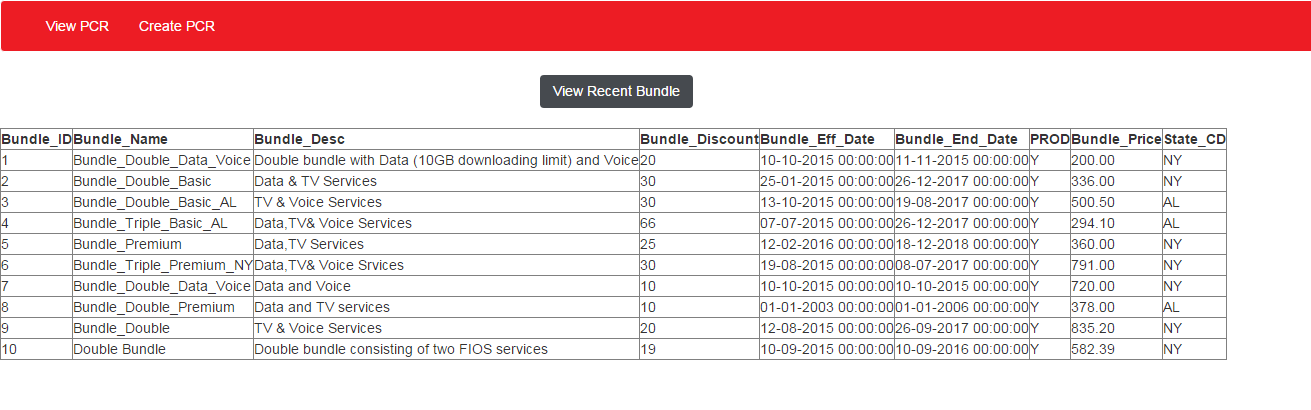 View PCR Create PCR
View Recent Bundle
Bundle_ID Bundle_Name Bundle_Desc Bundle_Discount Bundle_Eff_Date Bundle_End_Date PROD Bundle_Price State_CD
1 Bundle_Double_Data_Voice Double bundle with Data (10GB downloading limit) and Voice 20 10-10-2015 00:00:00 11-11-2015 00:00:00 Y 200.00 NY
2 Bundle_Double_Basic Data & TV Services 30 25-01-2015 00:00:00 26-12-2017 00:00:00 Y 336.00 NY
3 Bundle_Double_Basic_AL TV & Voice Services 30 13-10-2015 00:00:00 19-08-2017 00:00:00 Y 500.50 AL
4 Bundle_Triple_Basic_AL Data,TV& Voice Services 66 07-07-2015 00:00:00 26-12-2017 00:00:00 Y 294.10 AL
5 Bundle_Premium Data,TV Services 25 12-02-2016 00:00:00 18-12-2018 00:00:00 Y 360.00 NY
6 Bundle_Triple_Premium_NY Data,TV& Voice Srvices 30 19-08-2015 00:00:00 08-07-2017 00:00:00 Y 791.00 NY
7 Bundle_Double_Data_Voice Data and Voice 10 10-10-2015 00:00:00 10-10-2015 00:00:00 Y 720.00 NY
8 Bundle_Double_Premium Data and TV services 10 01-01-2003 00:00:00 01-01-2006 00:00:00 Y 378.00 AL
9 Bundle_Double TV & Voice Services 20 12-08-2015 00:00:00 26-09-2017 00:00:00 Y 835.20 NY
10 Double Bundle Double bundle consisting of two FIOS services 19 10-09-2015 00:00:00 10-09-2016 00:00:00 Y 582.39 NY